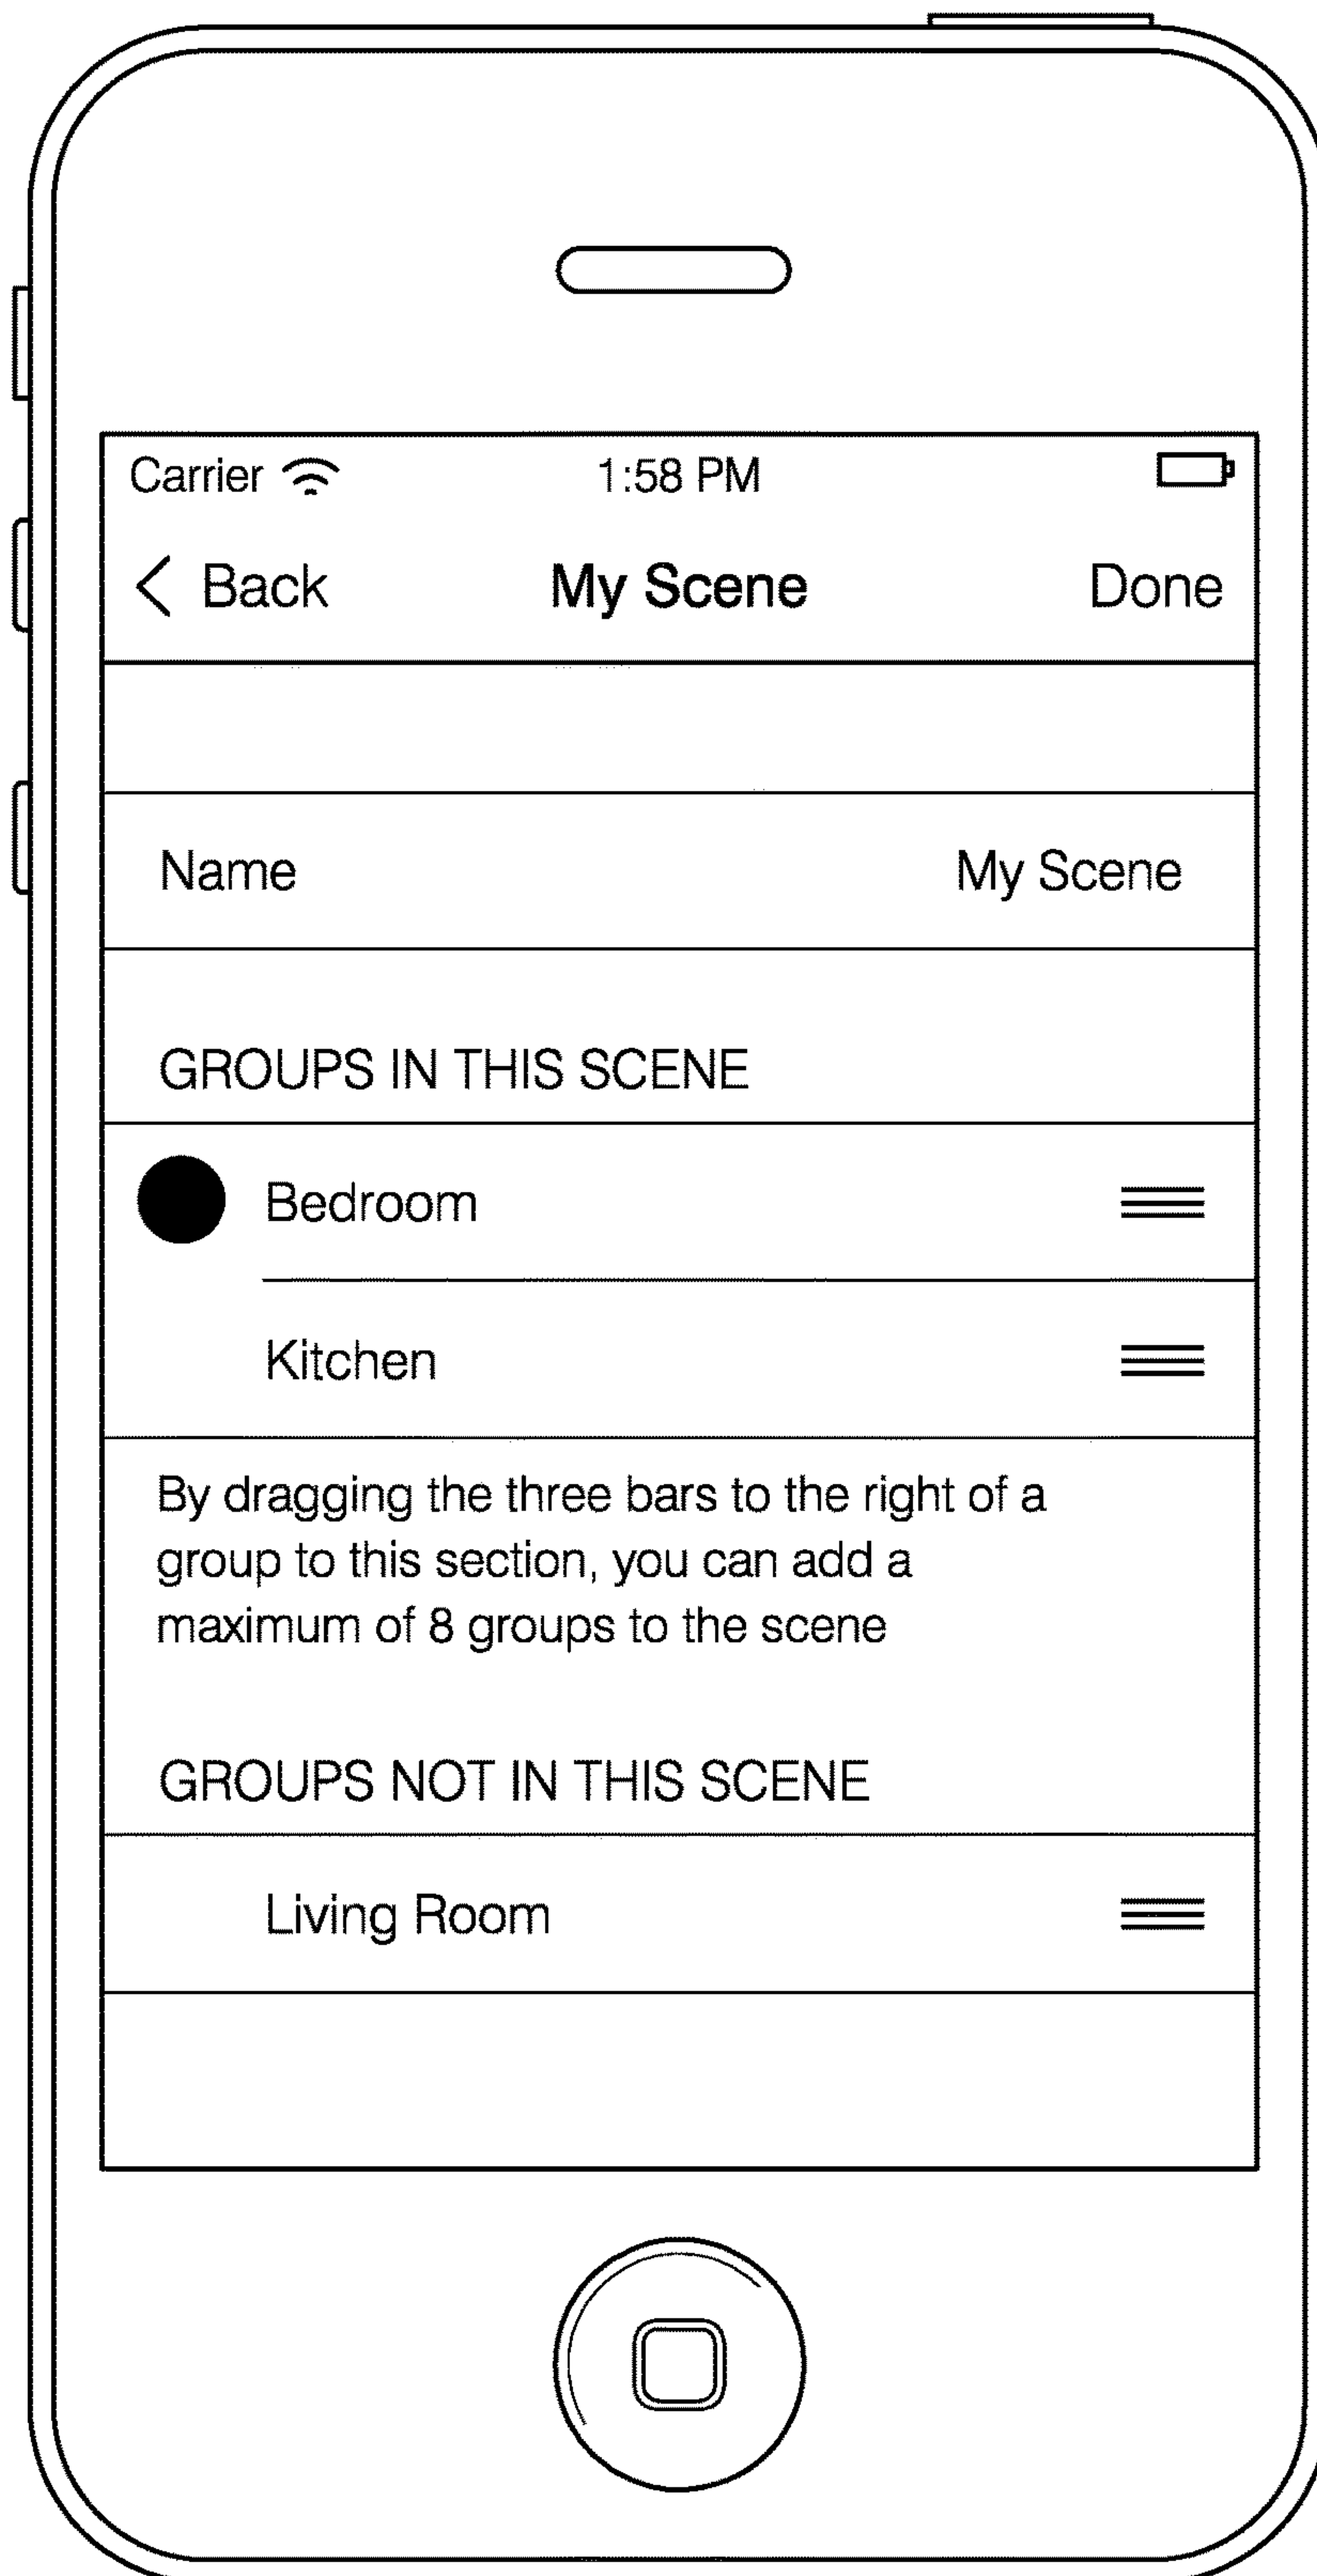 Carrier 1:58 PM
Back My Scene Done
Name My Scene
GROUPS IN THIS SCENE
Bedroom
Kitchen
By dragging the three bars to the right of a
group to this section, you can add a
maximum of 8 groups to the scene
GROUPS NOT IN THIS SCENE
Living Room